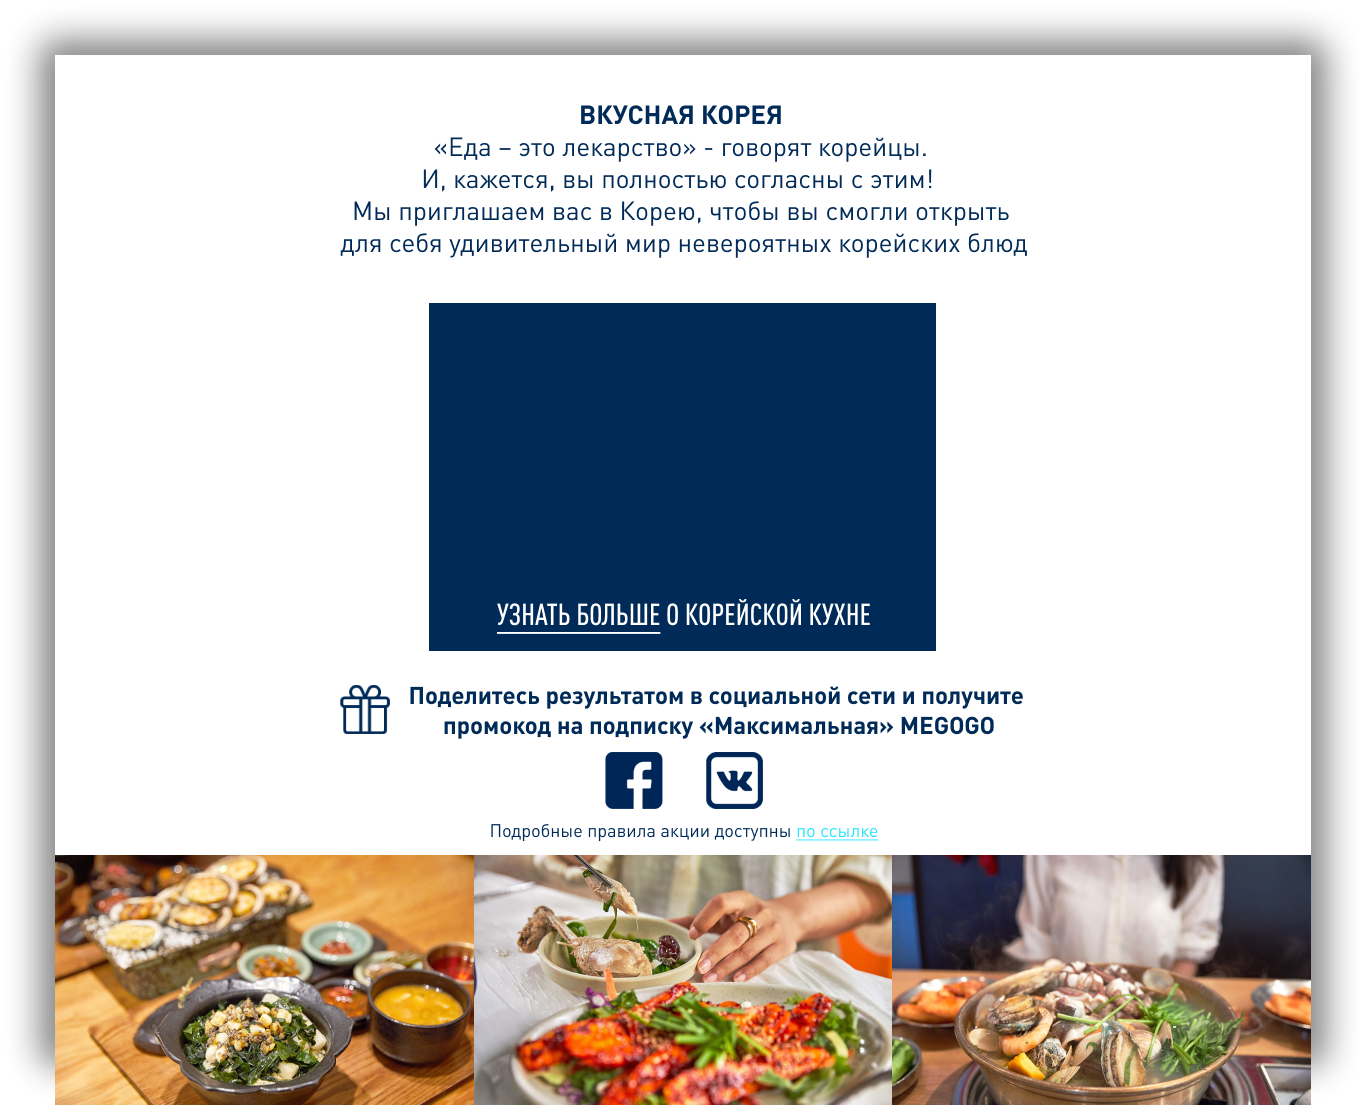 ВКУСНАЯ КОРЕЯ
«Еда – это лекарство» - говорят корейцы.
И, кажется, вы полностью согласны с этим!
Мы приглашаем вас в Корею, чтобы вы смогли открыть
для себя удивительный мир невероятных корейских блюд
УЗНАТЬ БОЛЬШЕ О КОРЕЙСКОЙ КУХНЕ
Поделитесь результатом в социальной сети и получите
промокод на подписку «Максимальная» MEGOGO
Подробные правила акции доступны по ссылке